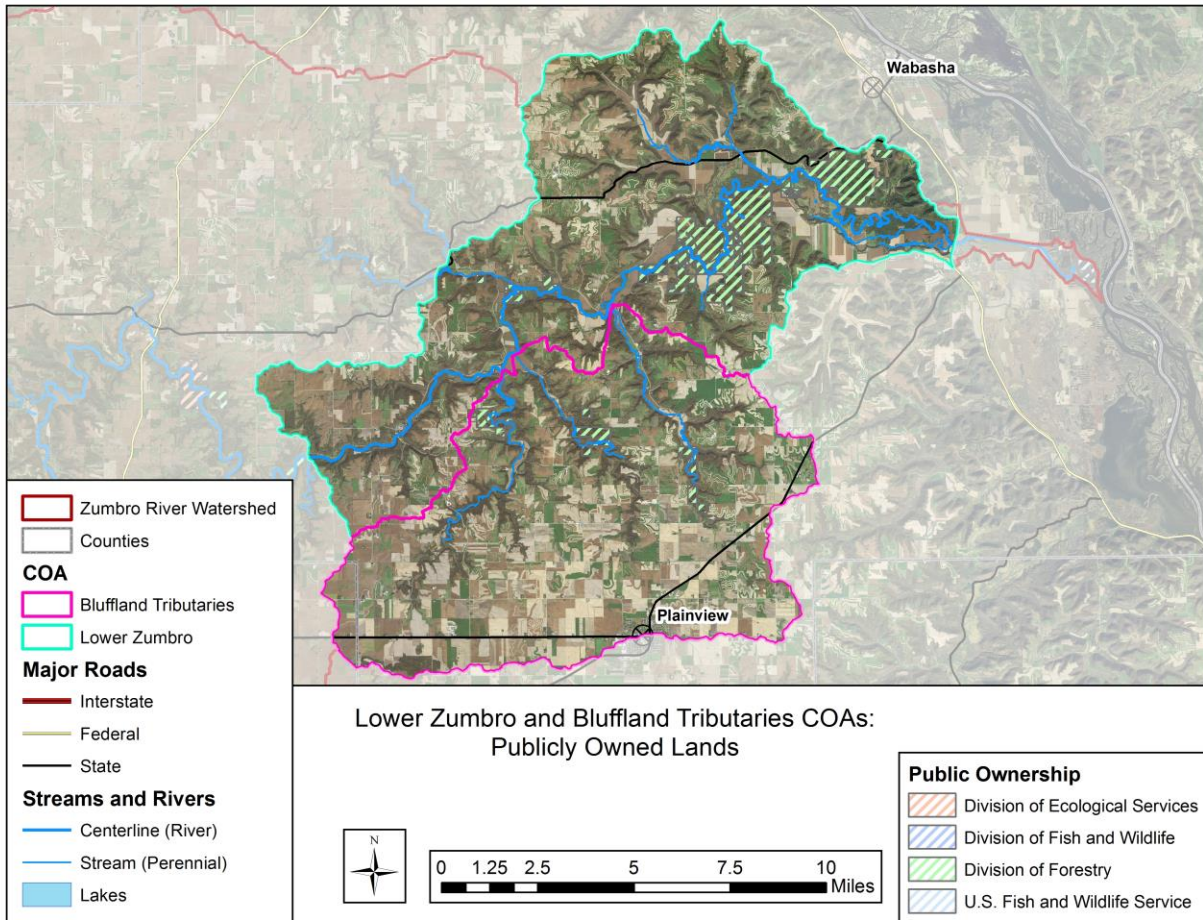 Wabasha
Plainview
Zumbro River Watershed
Counties
COA
Bluffland Tributaries
Lower Zumbro
Major Roads
Interstate
Federal
State
Streams and Rivers
Centerline (River)
Stream (Perennial)
Lakes
Lower Zumbro and Bluffland Tributaries COAs:
Publicly Owned Lands
N
0 1.25 2.5 5 7.5 10
Miles
Public Ownership
Division of Ecological Services
Division of Fish and Wildlife
Division of Forestry
U.S. Fish and Wildlife Service